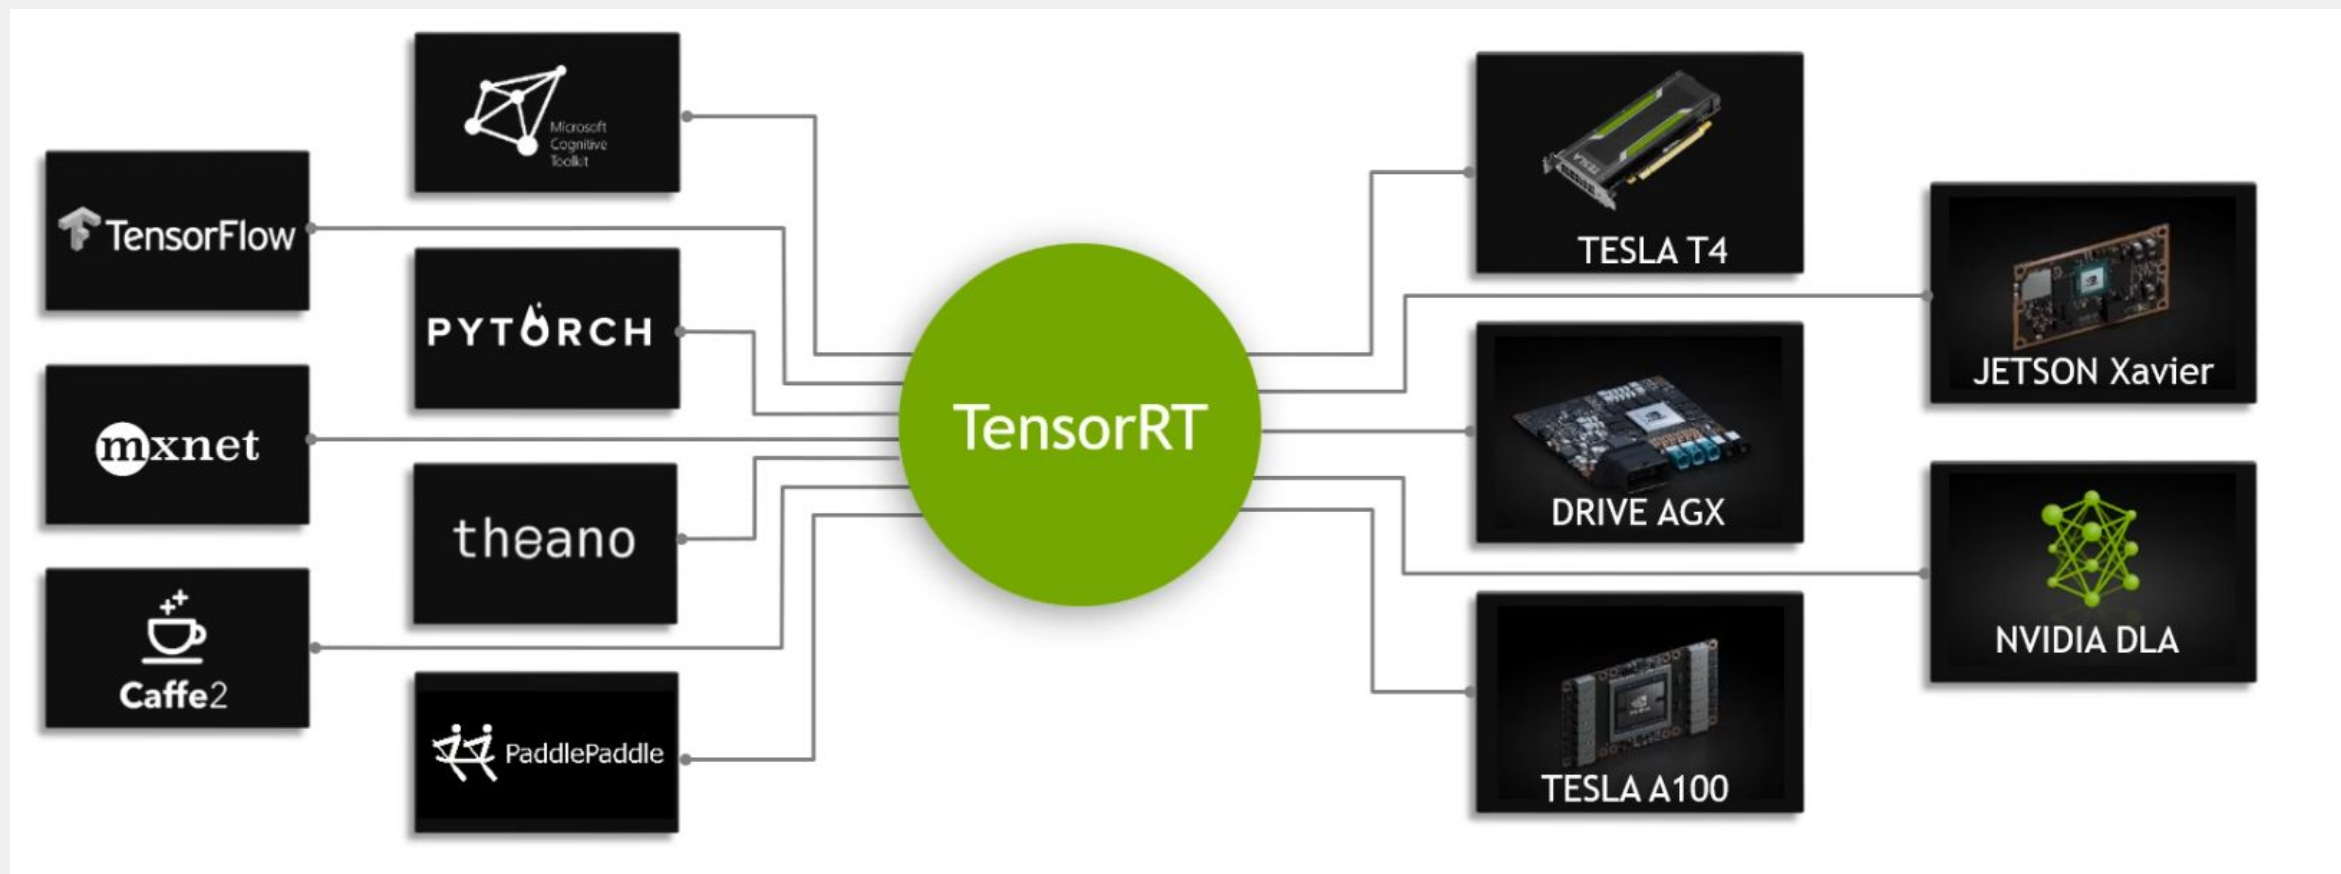 Microsoft
Cognitive
Toolkit
TensorFlow
PYTORCH
mxnet
theano
Caffe2
PaddlePaddle
TensorRT
TESLA
TESLA T4
JETSON Xavier
DRIVE AGX
NVIDIA DLA
TESLA A100